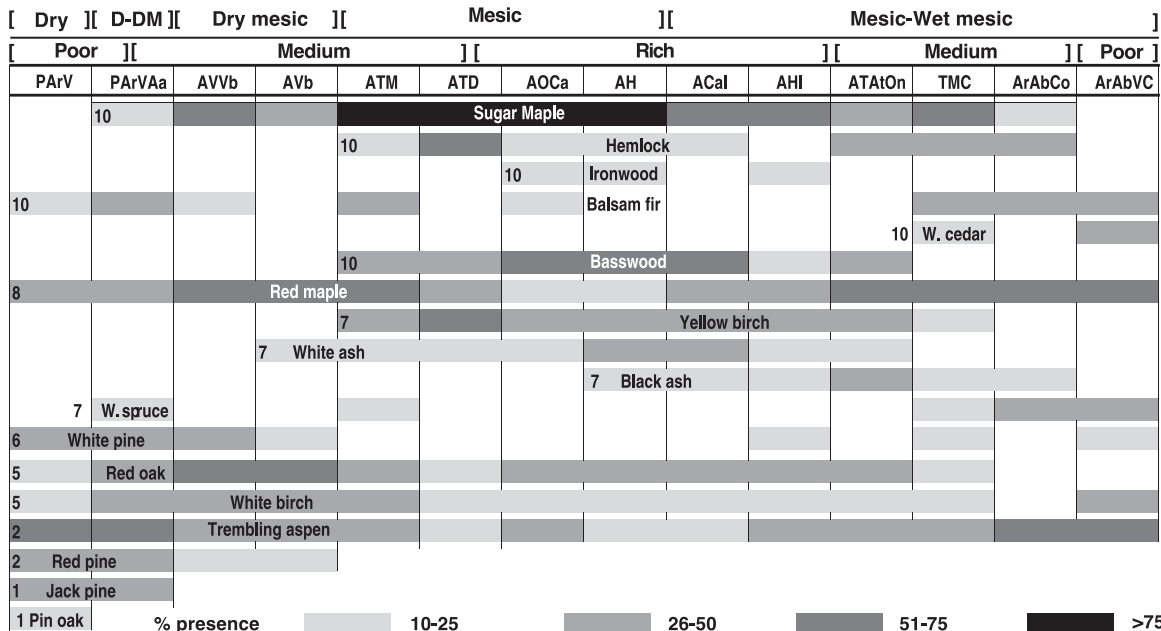 [ Dry ][ D-DM ][ Dry mesic ][ Mesic ][ Mesic-Wet mesic ]
[ Poor ][ Medium ][ Rich ][ Medium ][ Poor ]
PArV PArVAa AVVb AVb ATM ATD AOCa AH ACal AHI ATAtOn TMC ArAbCo ArAbVC
10 Sugar Maple
10 Hemlock
10 Ironwood
10 Balsam fir
10 W. cedar
10 Basswood
8 Red maple
7 Yellow birch
7 White ash
7 Black ash
7 W. spruce
6 White pine
5 Red oak
5 White birch
2 Trembling aspen
2 Red pine
1 Jack pine
1 Pin oak
% presence 10-25 26-50 51-75 >75